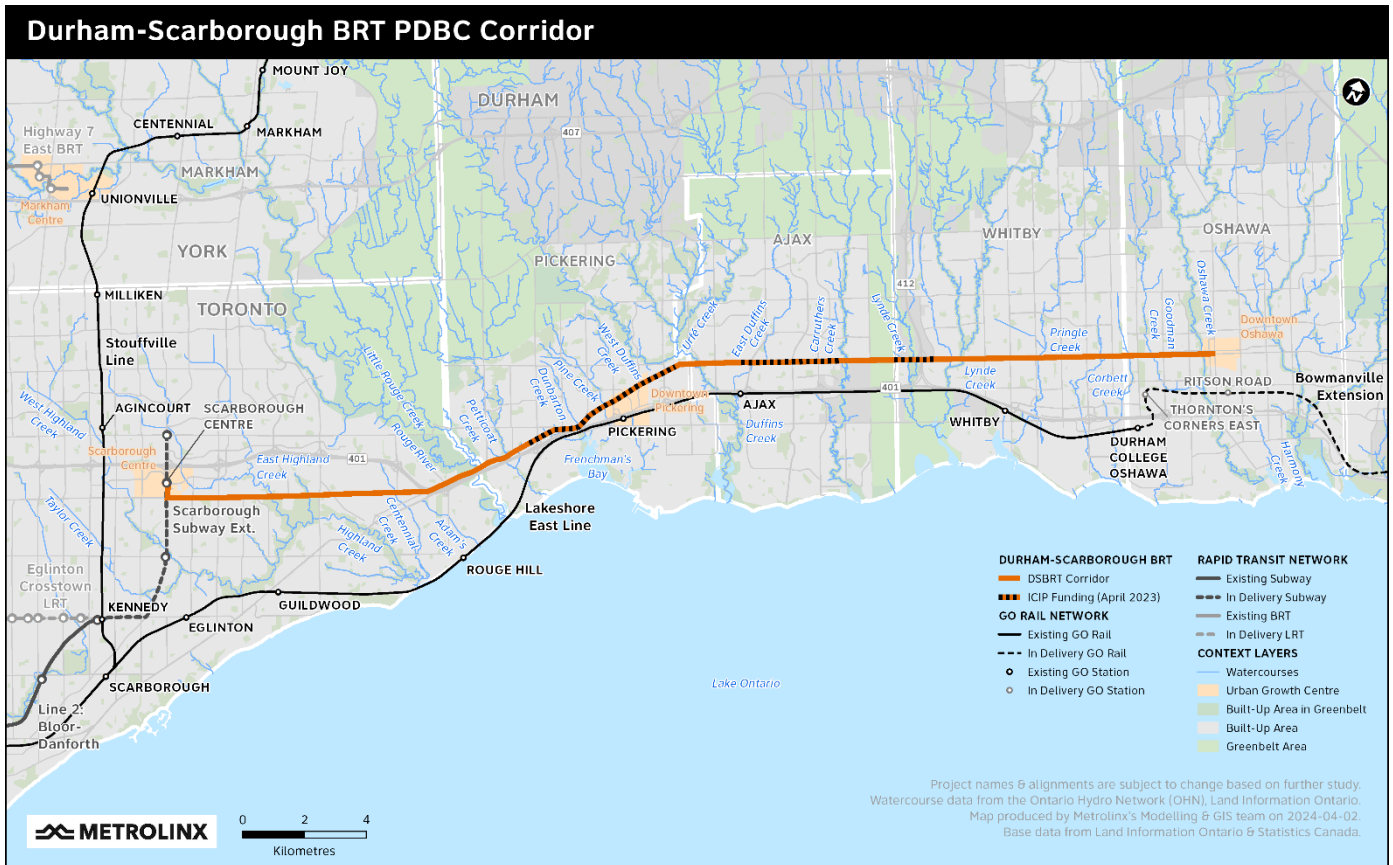 Durham-Scarborough BRT PDBC Corridor
MOUNT JOY
DURHAM
CENTENNIAL
MARKHAM
Highway 7
East BRT
407
MARKHAM
UNIONVILLE
Markham
Centre
YORK
PICKERING
AJAX
WHITBY
OSHAWA
MILLIKEN
TORONTO
412
Stouffville
Line
Little Rouge Creek
Rouge River
Petticoat
Creek
Dunbarton
Creek
Pine Creek
West Duffins
Creek
Urfé Creek
East Duffins
Creek
Carruthers
Creek
Lynde Creek
Pringle
Creek
Goodman
Creek
Oshawa Creek
Downtown
Oshawa
West Highland
Creek
AGINCOURT
SCARBOROUGH
CENTRE
Scarborough
Centre
East Highland
Creek
401
Downtown
Pickering
PICKERING
AJAX
Duffins
Creek
401
Lynde
Creek
WHITBY
Corbett
Creek
RITSON ROAD
THORNTON'S
CORNERS EAST
Bowmanville
Extension
DURHAM
COLLEGE
OSHAWA
Harmony
Creek
Frenchman's
Bay
Taylor Creek
Scarborough
Subway Ext.
Highland
Creek
Centennial
Creek
Adam's
Creek
Lakeshore
East Line
ROUGE HILL
Eglinton
Crosstown
LRT
KENNEDY
GUILDWOOD
EGLINTON
SCARBOROUGH
Line 2:
Bloor-
Danforth
Lake Ontario
DURHAM-SCARBOROUGH BRT
DSBRT Corridor
ICIP Funding (April 2023)
GO RAIL NETWORK
Existing GO Rail
In Delivery GO Rail
Existing GO Station
In Delivery GO Station
RAPID TRANSIT NETWORK
Existing Subway
In Delivery Subway
Existing BRT
In Delivery LRT
CONTEXT LAYERS
Watercourses
Urban Growth Centre
Built-Up Area in Greenbelt
Built-Up Area
Greenbelt Area
Project names & alignments are subject to change based on further study.
Watercourse data from the Ontario Hydro Network (OHN), Land Information Ontario.
Map produced by Metrolinx's Modelling & GIS team on 2024-04-02.
Base data from Land Information Ontario & Statistics Canada.
METROLINX
0 2 4
Kilometres
N